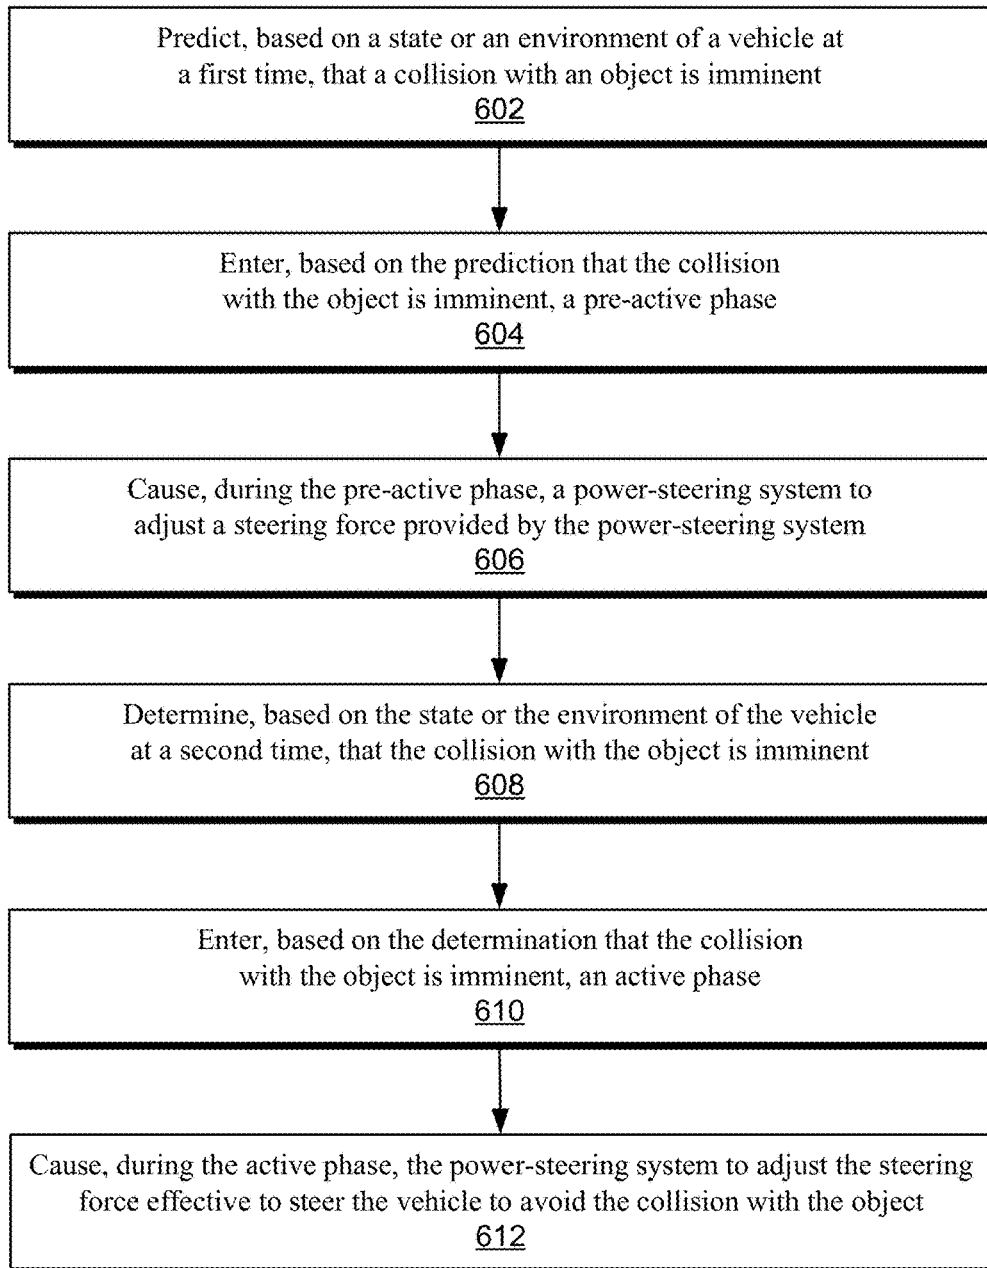 Predict, based on a state or an environment of a vehicle at
a first time, that a collision with an object is imminent
602
Enter, based on the prediction that the collision
with the object is imminent, a pre-active phase
604
Cause, during the pre-active phase, a power-steering system to
adjust a steering force provided by the power-steering system
606
Determine, based on the state or the environment of the vehicle
at a second time, that the collision with the object is imminent
608
Enter, based on the determination that the collision
with the object is imminent, an active phase
610
Cause, during the active phase, the power-steering system to adjust the steering
force effective to steer the vehicle to avoid the collision with the object
612